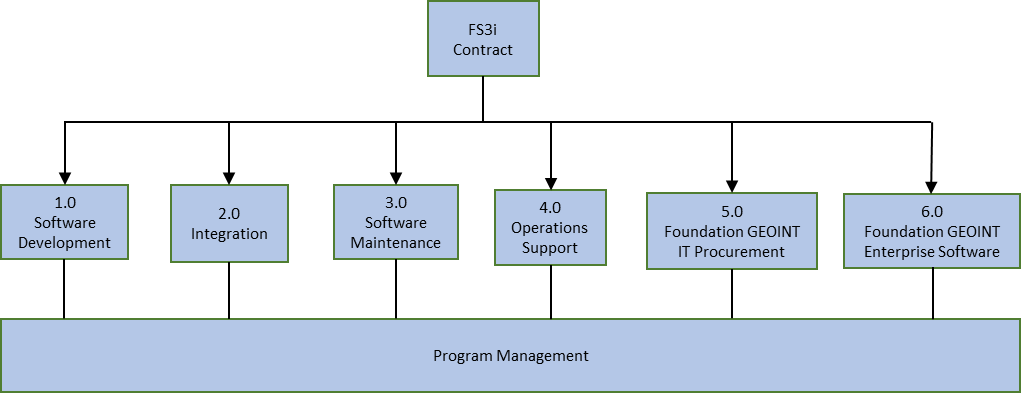 FS3i
Contract
1.0
Software
Development
2.0
Integration
3.0
Software
Maintenance
4.0
Operations
Support
5.0
Foundation GEOINT
IT Procurement
6.0
Foundation GEOINT
Enterprise Software
Program Management